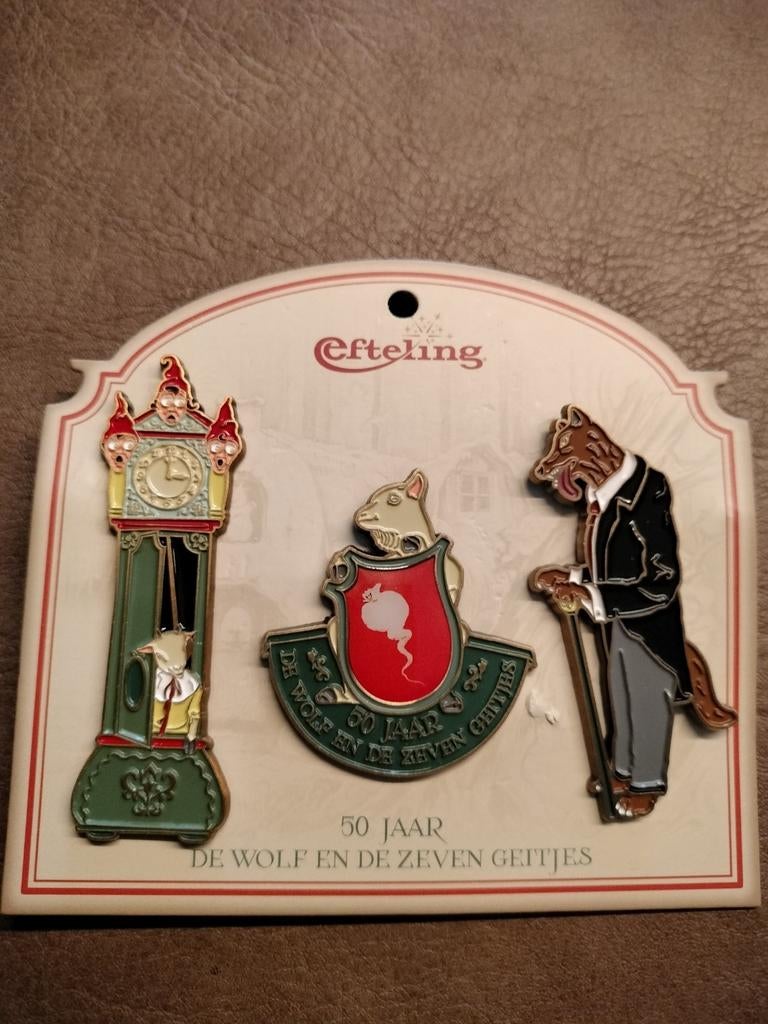 Efteling
DE WOLF EN DE ZEVEN GEITJES
50 JAAR
50 JAAR
DE WOLF EN DE ZEVEN GEITJES